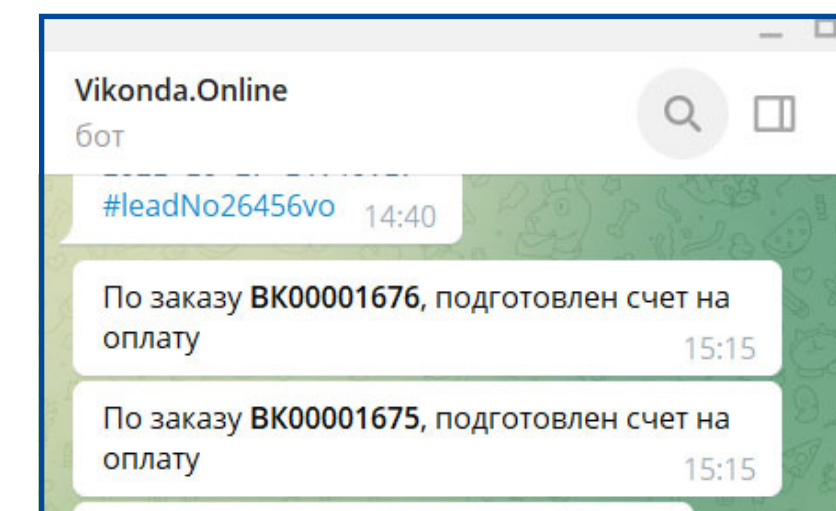 Vikonda.Online
бот
#leadNo26456vo 14:40
По заказу ВК00001676, подготовлен счет на
оплату 15:15
По заказу ВК00001675, подготовлен счет на
оплату 15:15